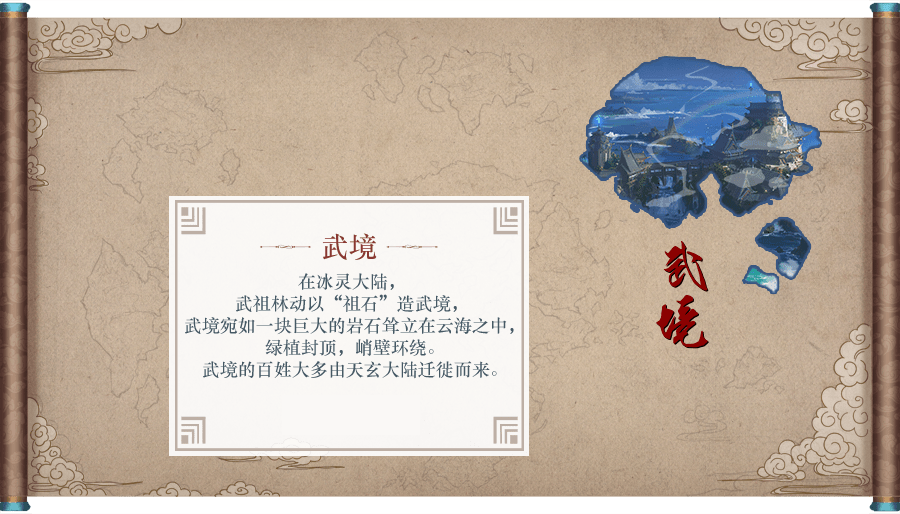 武境
在冰灵大陆，
武祖林动以“祖石”造武境，
武境宛如一块巨大的岩石耸立在云海之中，
绿植封顶，峭壁环绕。
武境的百姓大多由天玄大陆迁徙而来。
武境